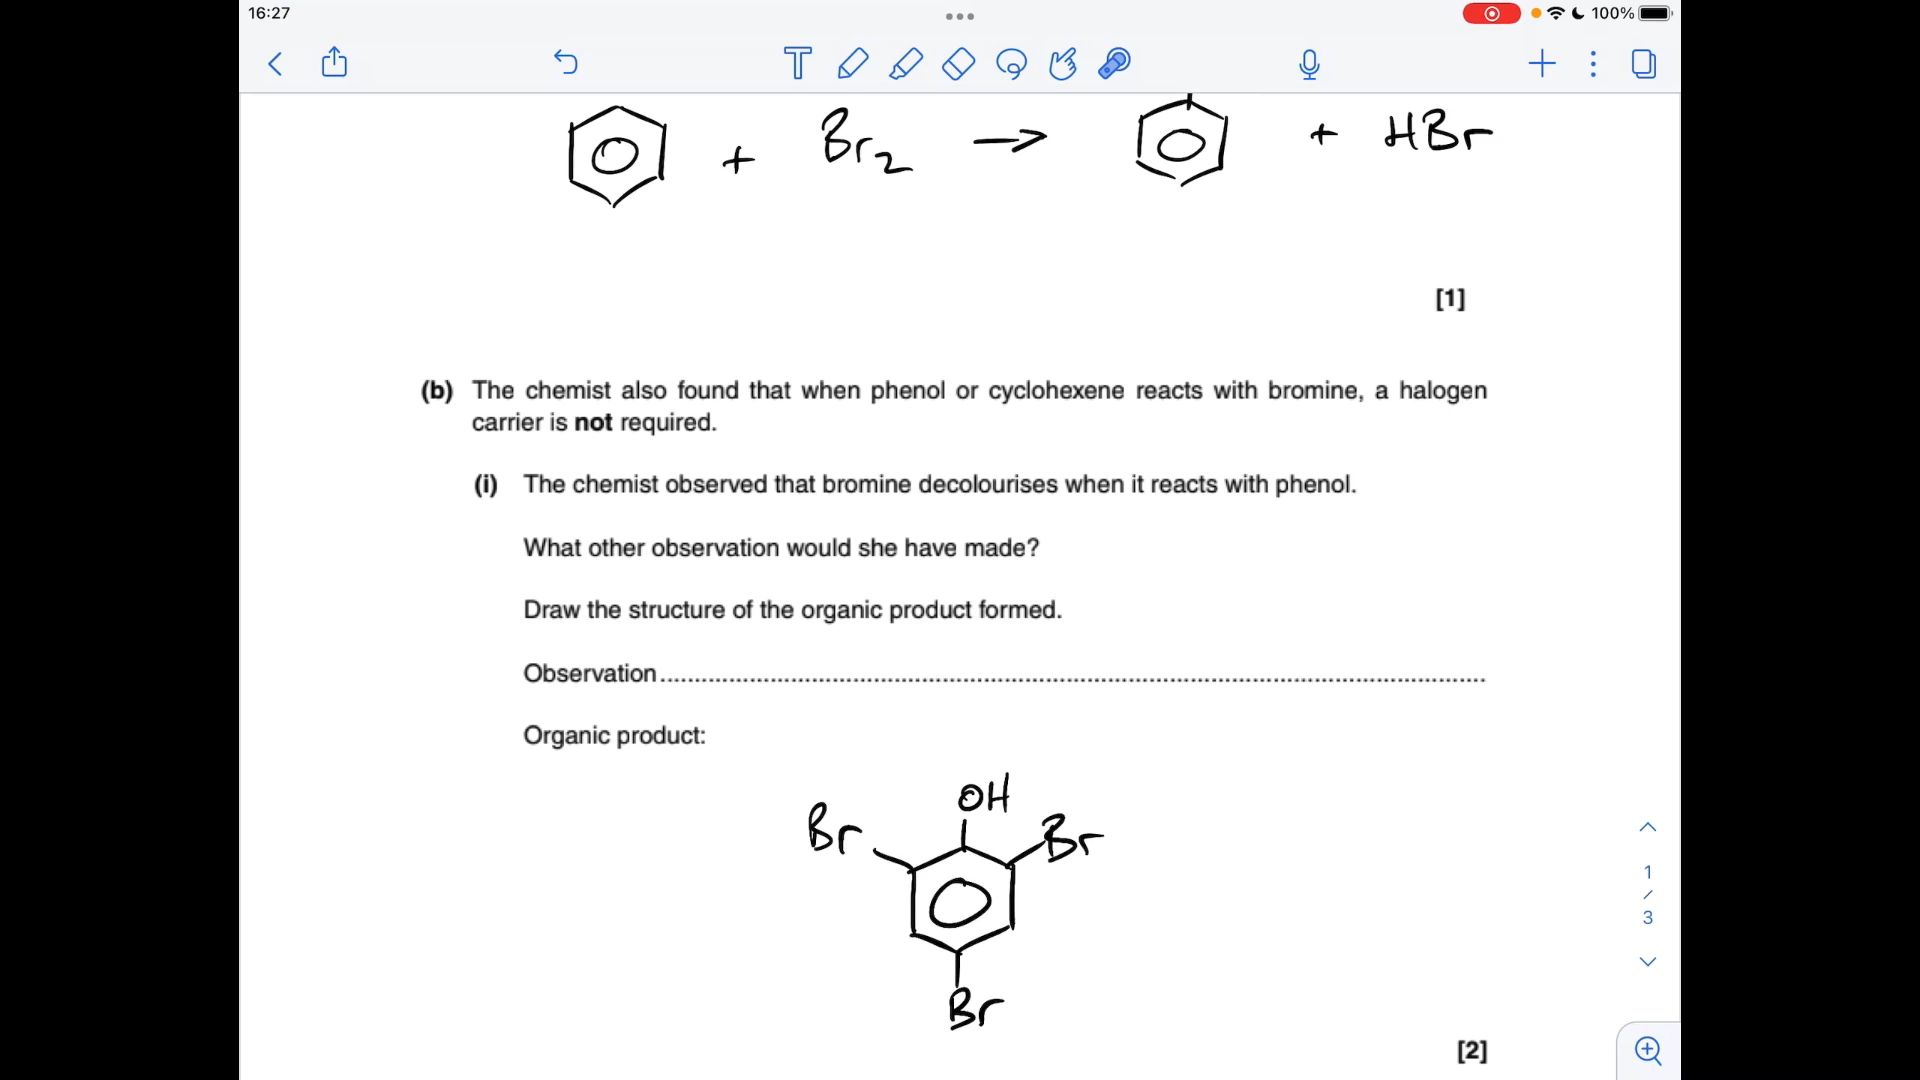 16:27
100%
T
+ Br2 → + HBr
[1]
(b) The chemist also found that when phenol or cyclohexene reacts with bromine, a halogen
carrier is not required.
(i) The chemist observed that bromine decolourises when it reacts with phenol.
What other observation would she have made?
Draw the structure of the organic product formed.
Observation....................................................................................................................
Organic product:
OH
Br Br
Br
1
/
3
[2]